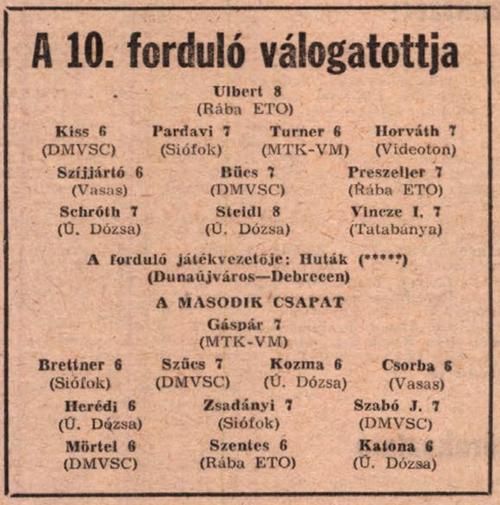 A 10. forduló válogatottja
Ulbert 8
(Rába ETO)
Kiss 6 Pardavi 7 Turner 6 Horváth 7
(DMVSC) (Siófok) (MTK-VM) (Videoton)
Szíjjártó 6 Bücs 7 Preszeller 7
(Vasas) (DMVSC) (Rába ETO)
Schróth 7 Steidl 8 Vincze I. 7
(Ú. Dózsa) (Ú. Dózsa) (Tatabánya)
A forduló játékvezetője: Huták (*****)
(Dunaújváros—Debrecen)
A MÁSODIK CSAPAT
Gáspár 7
(MTK-VM)
Brettner 6 Szűcs 7 Kozma 6 Csorba 6
(Siófok) (DMVSC) (Ú. Dózsa) (Vasas)
Herédi 6 Zsadányi 7 Szabó J. 7
(Ú. Dózsa) (Siófok) (DMVSC)
Mörtel 6 Szentes 6 Katona 6
(DMVSC) (Rába ETO) (Ú. Dózsa)